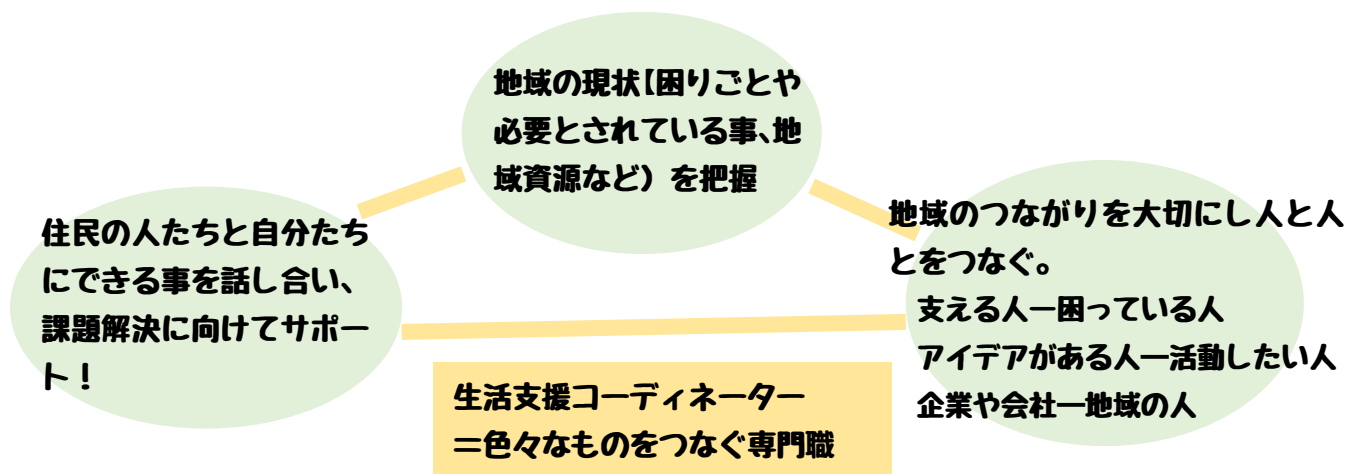 地域の現状【困りごとや
必要とされている事、地
域資源など）を把握
住民の人たちと自分たち
にできる事を話し合い、
課題解決に向けてサポー
ト！
地域のつながりを大切にし人と人
とをつなぐ。
支える人―困っている人
アイデアがある人―活動したい人
企業や会社―地域の人
生活支援コーディネーター
＝色々なものをつなぐ専門職